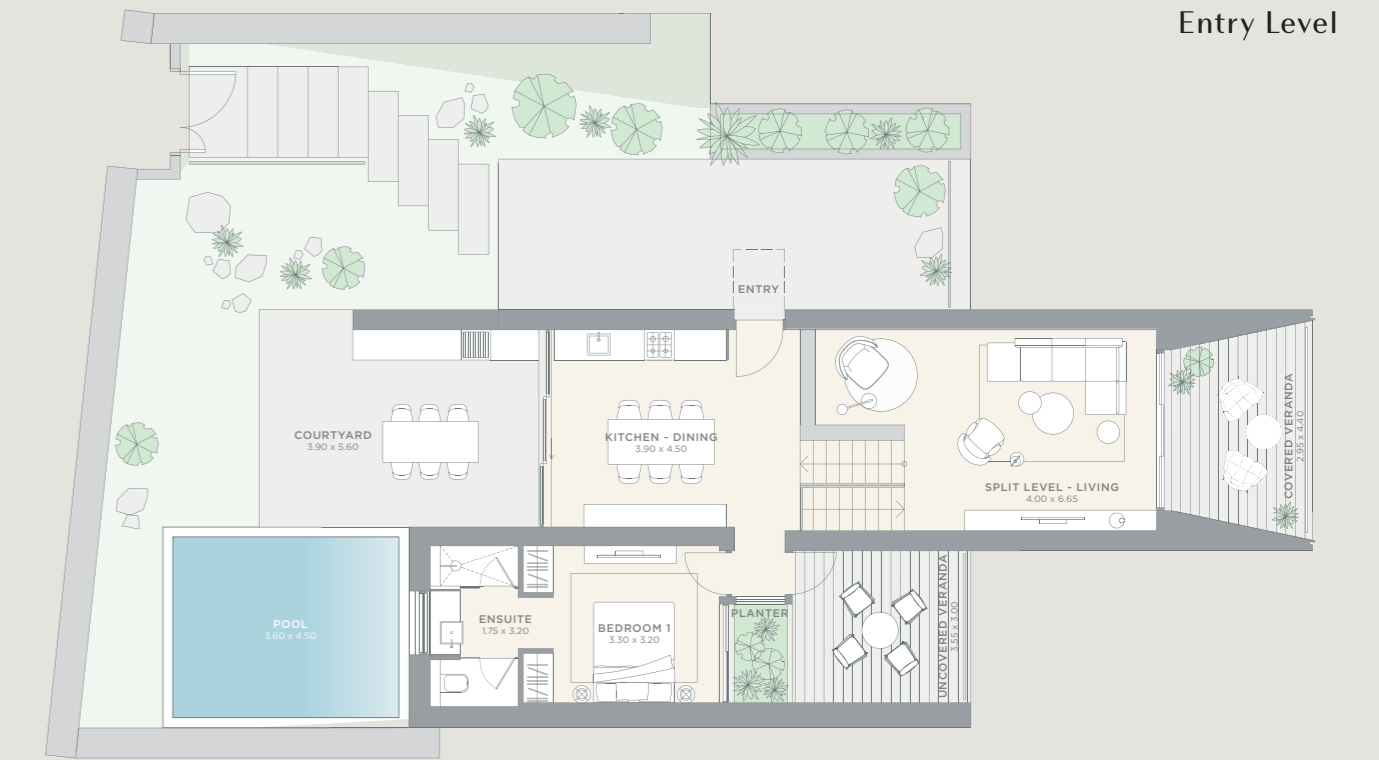 Entry Level
ENTRY
COURTYARD
3.90 x 5.60
KITCHEN - DINING
3.90 x 4.50
SPLIT LEVEL - LIVING
4.00 x 6.65
COVERED VERANDA
2.95 x 4.40
POOL
3.60 x 4.50
ENSUITE
1.75 x 3.20
BEDROOM 1
3.30 x 3.20
PLANTER
UNCOVERED VERANDA
3.55 x 3.00